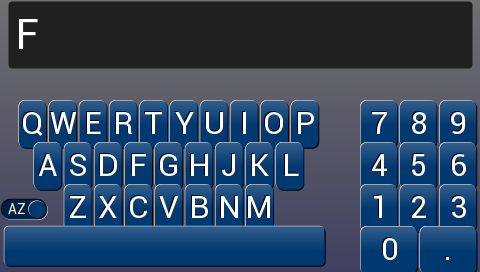 F
Q W E R T Y U I O P 7 8 9
A S D F G H J K L 4 5 6
AZ Z X C V B N M 1 2 3
0 .